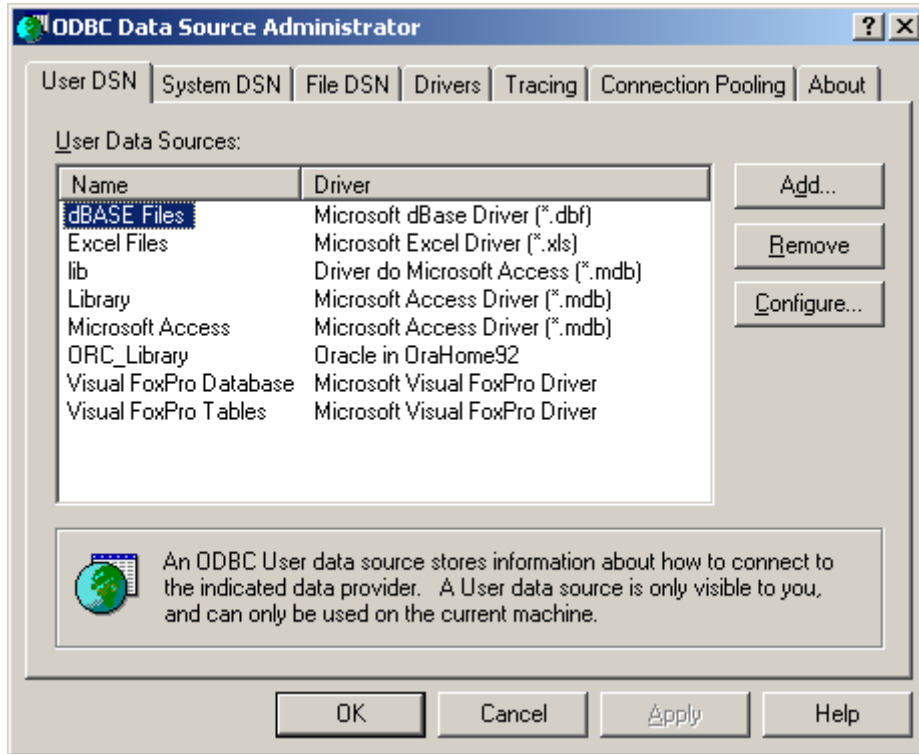 ODBC Data Source Administrator
User DSN System DSN File DSN Drivers Tracing Connection Pooling About
User Data Sources:
Name Driver
dBASE Files Microsoft dBase Driver (*.dbf)
Excel Files Microsoft Excel Driver (*.xls)
lib Driver do Microsoft Access (*.mdb)
Library Microsoft Access Driver (*.mdb)
Microsoft Access Microsoft Access Driver (*.mdb)
ORC_Library Oracle in OraHome92
Visual FoxPro Database Microsoft Visual FoxPro Driver
Visual FoxPro Tables Microsoft Visual FoxPro Driver
Add...
Remove
Configure...
An ODBC User data source stores information about how to connect to
the indicated data provider. A User data source is only visible to you,
and can only be used on the current machine.
OK Cancel Apply Help